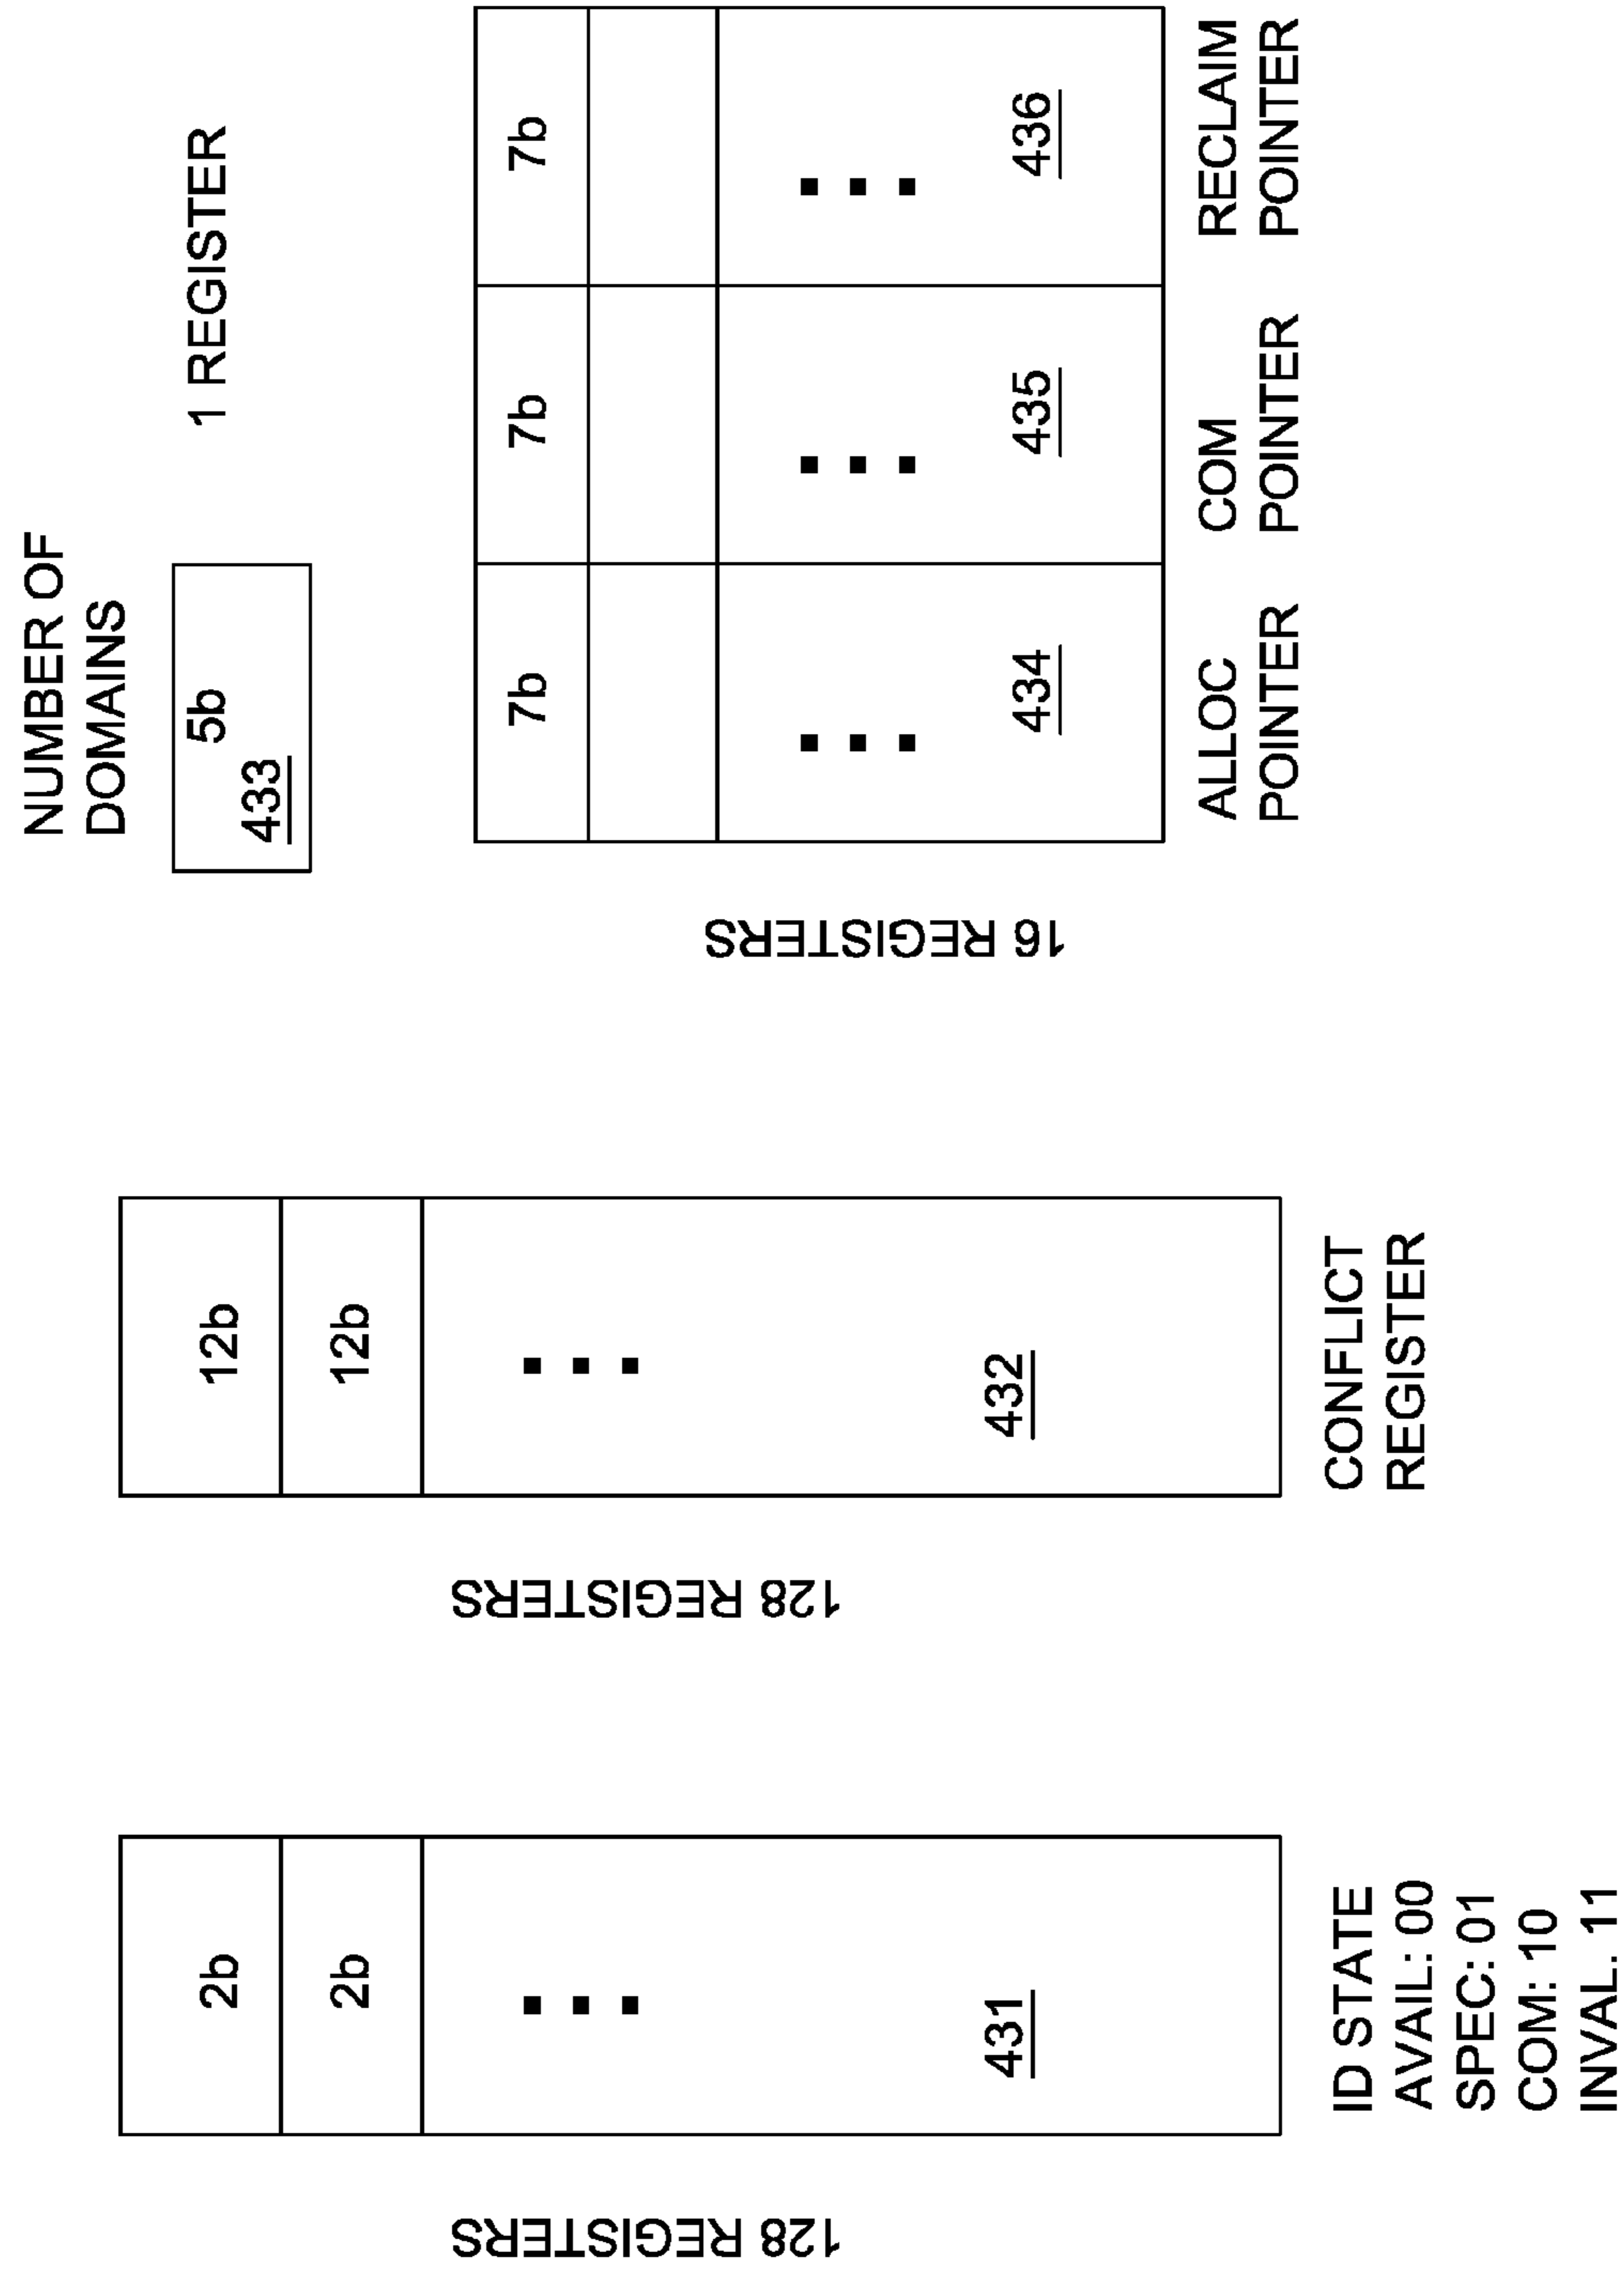 128 REGISTERS
2b
2b
431
ID STATE
AVAIL: 00
SPEC: 01
COM: 10
INVAL. 11
128 REGISTERS
12b
12b
432
CONFLICT
REGISTER
NUMBER OF
DOMAINS
5b
433
1 REGISTER
16 REGISTERS
7b 7b 7b
434 435 436
ALLOC
POINTER
COM
POINTER
RECLAIM
POINTER